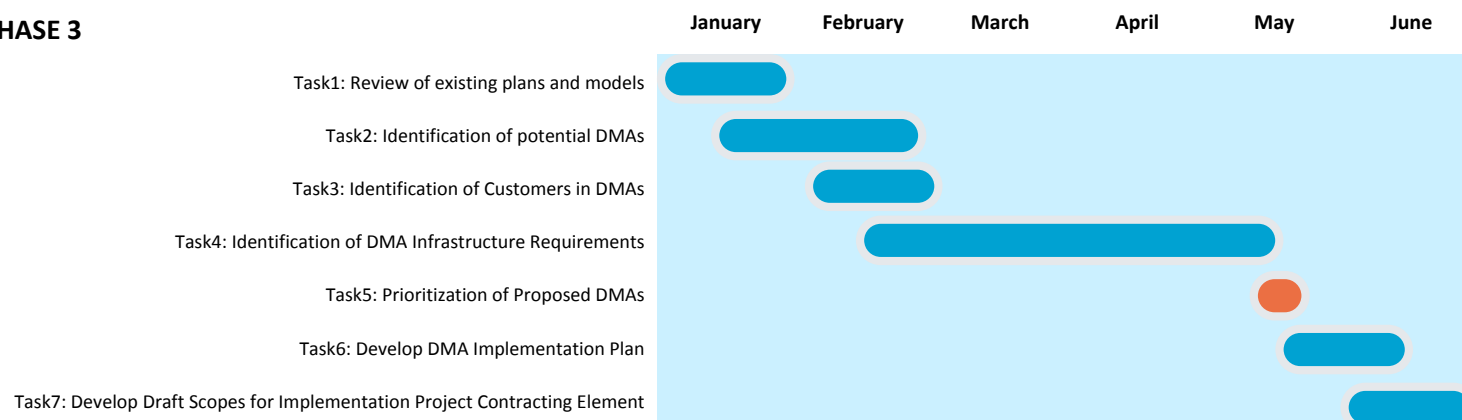 HASE 3
January February March April May June
Task1: Review of existing plans and models
Task2: Identification of potential DMAs
Task3: Identification of Customers in DMAs
Task4: Identification of DMA Infrastructure Requirements
Task5: Prioritization of Proposed DMAs
Task6: Develop DMA Implementation Plan
Task7: Develop Draft Scopes for Implementation Project Contracting Element